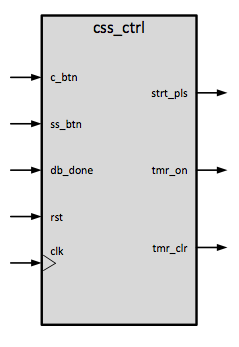 css_ctrl
c_btn
strt_pls
ss_btn
db_done
tmr_on
rst
tmr_clr
clk